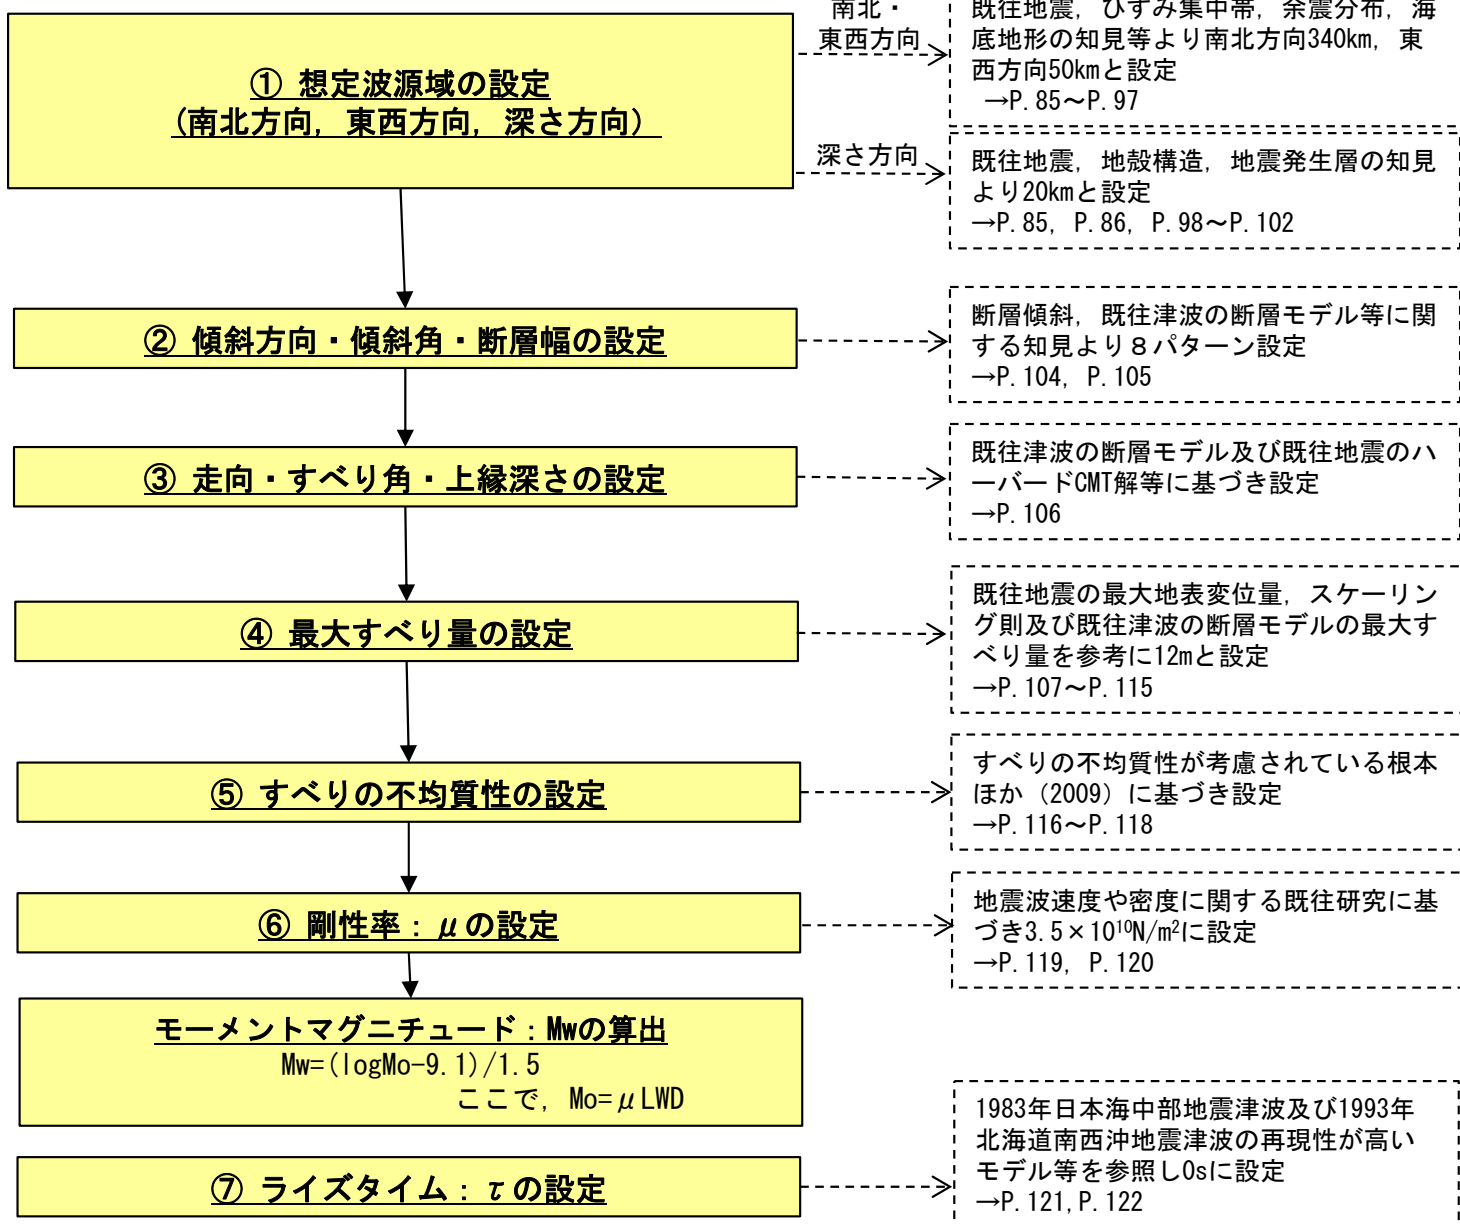 ① 想定波源域の設定
(南北方向，東西方向，深さ方向)
南北・
東西方向
既往地震，ひずみ集中帯，余震分布，海
底地形の知見等より南北方向340km，東
西方向50kmと設定
→P.85～P.97
深さ方向
既往地震，地殻構造，地震発生層の知見
より20kmと設定
→P.85，P.86，P.98～P.102
② 傾斜方向・傾斜角・断層幅の設定
断層傾斜，既往津波の断層モデル等に関
する知見より８パターン設定
→P.104，P.105
③ 走向・すべり角・上縁深さの設定
既往津波の断層モデル及び既往地震のハ
ーバードCMT解等に基づき設定
→P.106
④ 最大すべり量の設定
既往地震の最大地表変位量，スケーリン
グ則及び既往津波の断層モデルの最大す
べり量を参考に12mと設定
→P.107～P.115
⑤ すべりの不均質性の設定
すべりの不均質性が考慮されている根本
ほか（2009）に基づき設定
→P.116～P.118
⑥ 剛性率：μの設定
地震波速度や密度に関する既往研究に基
づき3.5×10¹⁰N/m²に設定
→P.119，P.120
モーメントマグニチュード：Mwの算出
Mw=(logMo-9.1)/1.5
ここで，Mo=μLWD
⑦ ライズタイム：τの設定
1983年日本海中部地震津波及び1993年
北海道南西沖地震津波の再現性が高い
モデル等を参照し0sに設定
→P.121,P.122